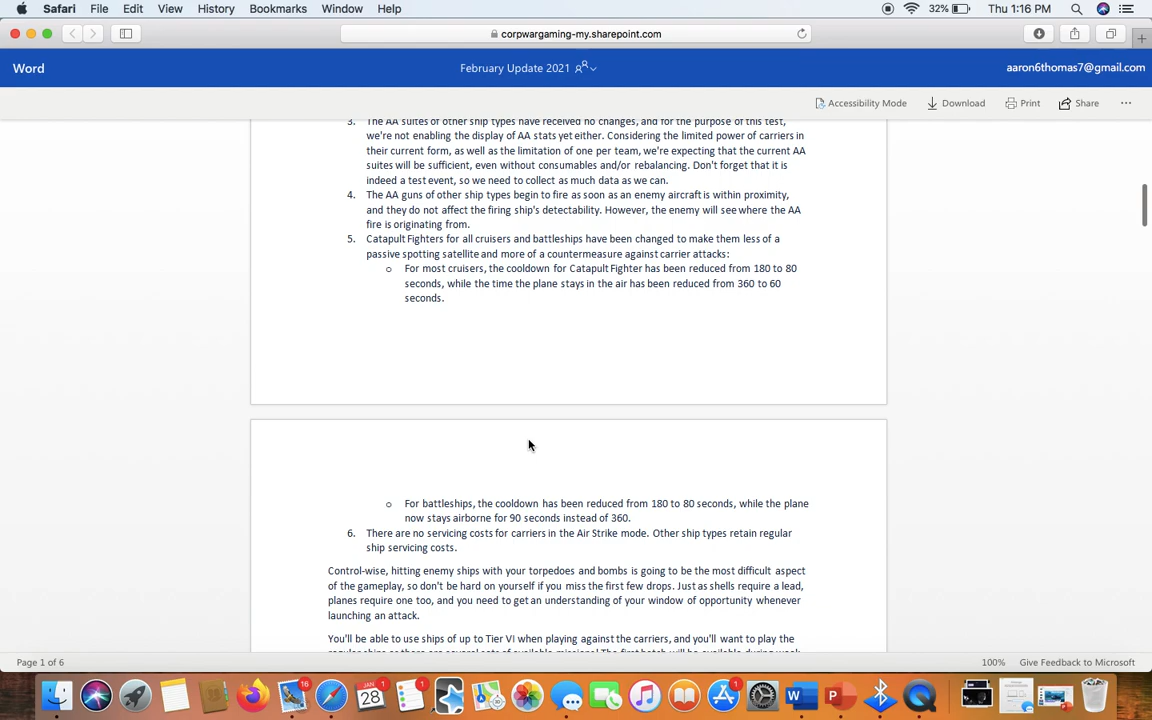 Safari File Edit View History Bookmarks Window Help 32% Thu 1:16 PM
corpwargaming-my.sharepoint.com
Word February Update 2021 aaron6thomas7@gmail.com
Accessibility Mode Download Print Share ...
3. The AA suites of other ship types have received no changes, and for the purpose of this test,
we're not enabling the display of AA stats yet either. Considering the limited power of carriers in
their current form, as well as the limitation of one per team, we're expecting that the current AA
suites will be sufficient, even without consumables and/or rebalancing. Don't forget that it is
indeed a test event, so we need to collect as much data as we can.
4. The AA guns of other ship types begin to fire as soon as an enemy aircraft is within proximity,
and they do not affect the firing ship's detectability. However, the enemy will see where the AA
fire is originating from.
5. Catapult Fighters for all cruisers and battleships have been changed to make them less of a
passive spotting satellite and more of a countermeasure against carrier attacks:
o For most cruisers, the cooldown for Catapult Fighter has been reduced from 180 to 80
seconds, while the time the plane stays in the air has been reduced from 360 to 60
seconds.
o For battleships, the cooldown has been reduced from 180 to 80 seconds, while the plane
now stays airborne for 90 seconds instead of 360.
6. There are no servicing costs for carriers in the Air Strike mode. Other ship types retain regular
ship servicing costs.
Control-wise, hitting enemy ships with your torpedoes and bombs is going to be the most difficult aspect
of the gameplay, so don't be hard on yourself if you miss the first few drops. Just as shells require a lead,
planes require one too, and you need to get an understanding of your window of opportunity whenever
launching an attack.
You'll be able to use ships of up to Tier VI when playing against the carriers, and you'll want to play the
Page 1 of 6 100% Give Feedback to Microsoft
16 JAN 28 1 1 1